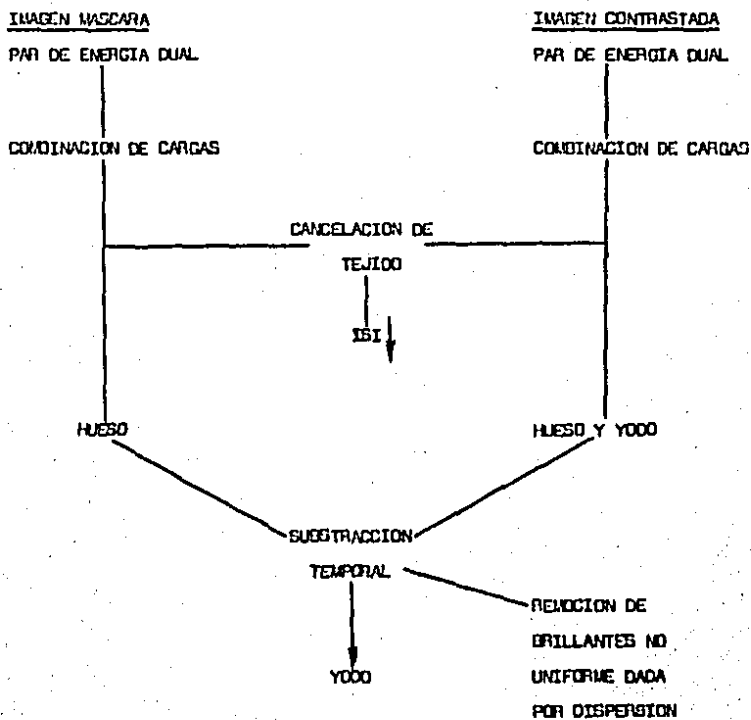 IMAGEN MASCARA
PAR DE ENERGIA DUAL
COMBINACION DE CARGAS
IMAGEN CONTRASTADA
PAR DE ENERGIA DUAL
COMBINACION DE CARGAS
CANCELACION DE
TEJIDO
ISI
HUESO
HUESO Y YODO
SUBSTRACCION
TEMPORAL
YODO
REMOCION DE
BRILLANTES NO
UNIFORME DADA
POR DISPERSION